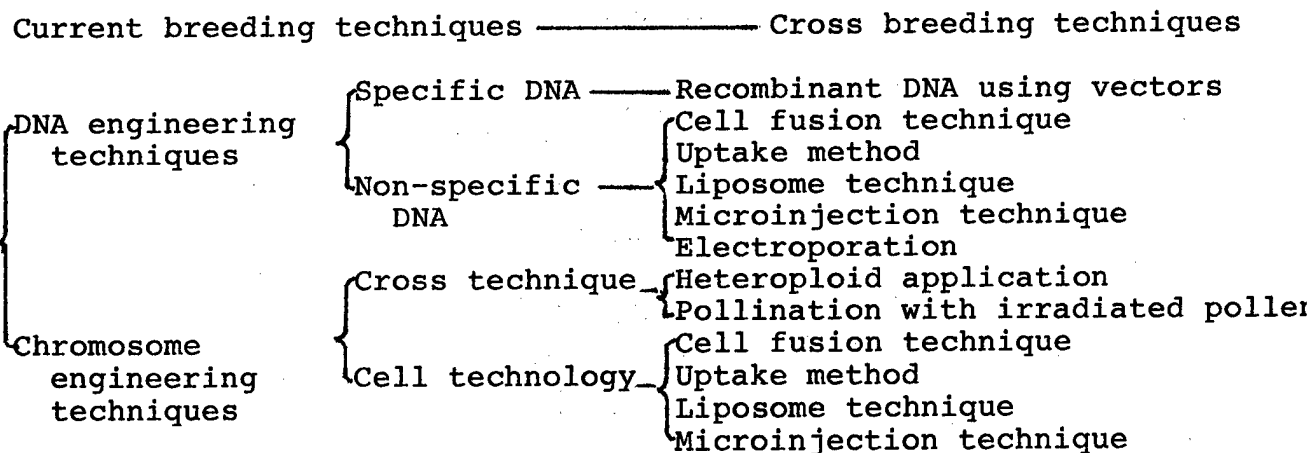 Current breeding techniques ——— Cross breeding techniques
Specific DNA — Recombinant DNA using vectors
DNA engineering
techniques
Cell fusion technique
Uptake method
Non-specific
DNA
Liposome technique
Microinjection technique
Electroporation
Cross technique
Heteroploid application
Pollination with irradiated pollen
Chromosome
engineering
techniques
Cell technology
Cell fusion technique
Uptake method
Liposome technique
Microinjection technique